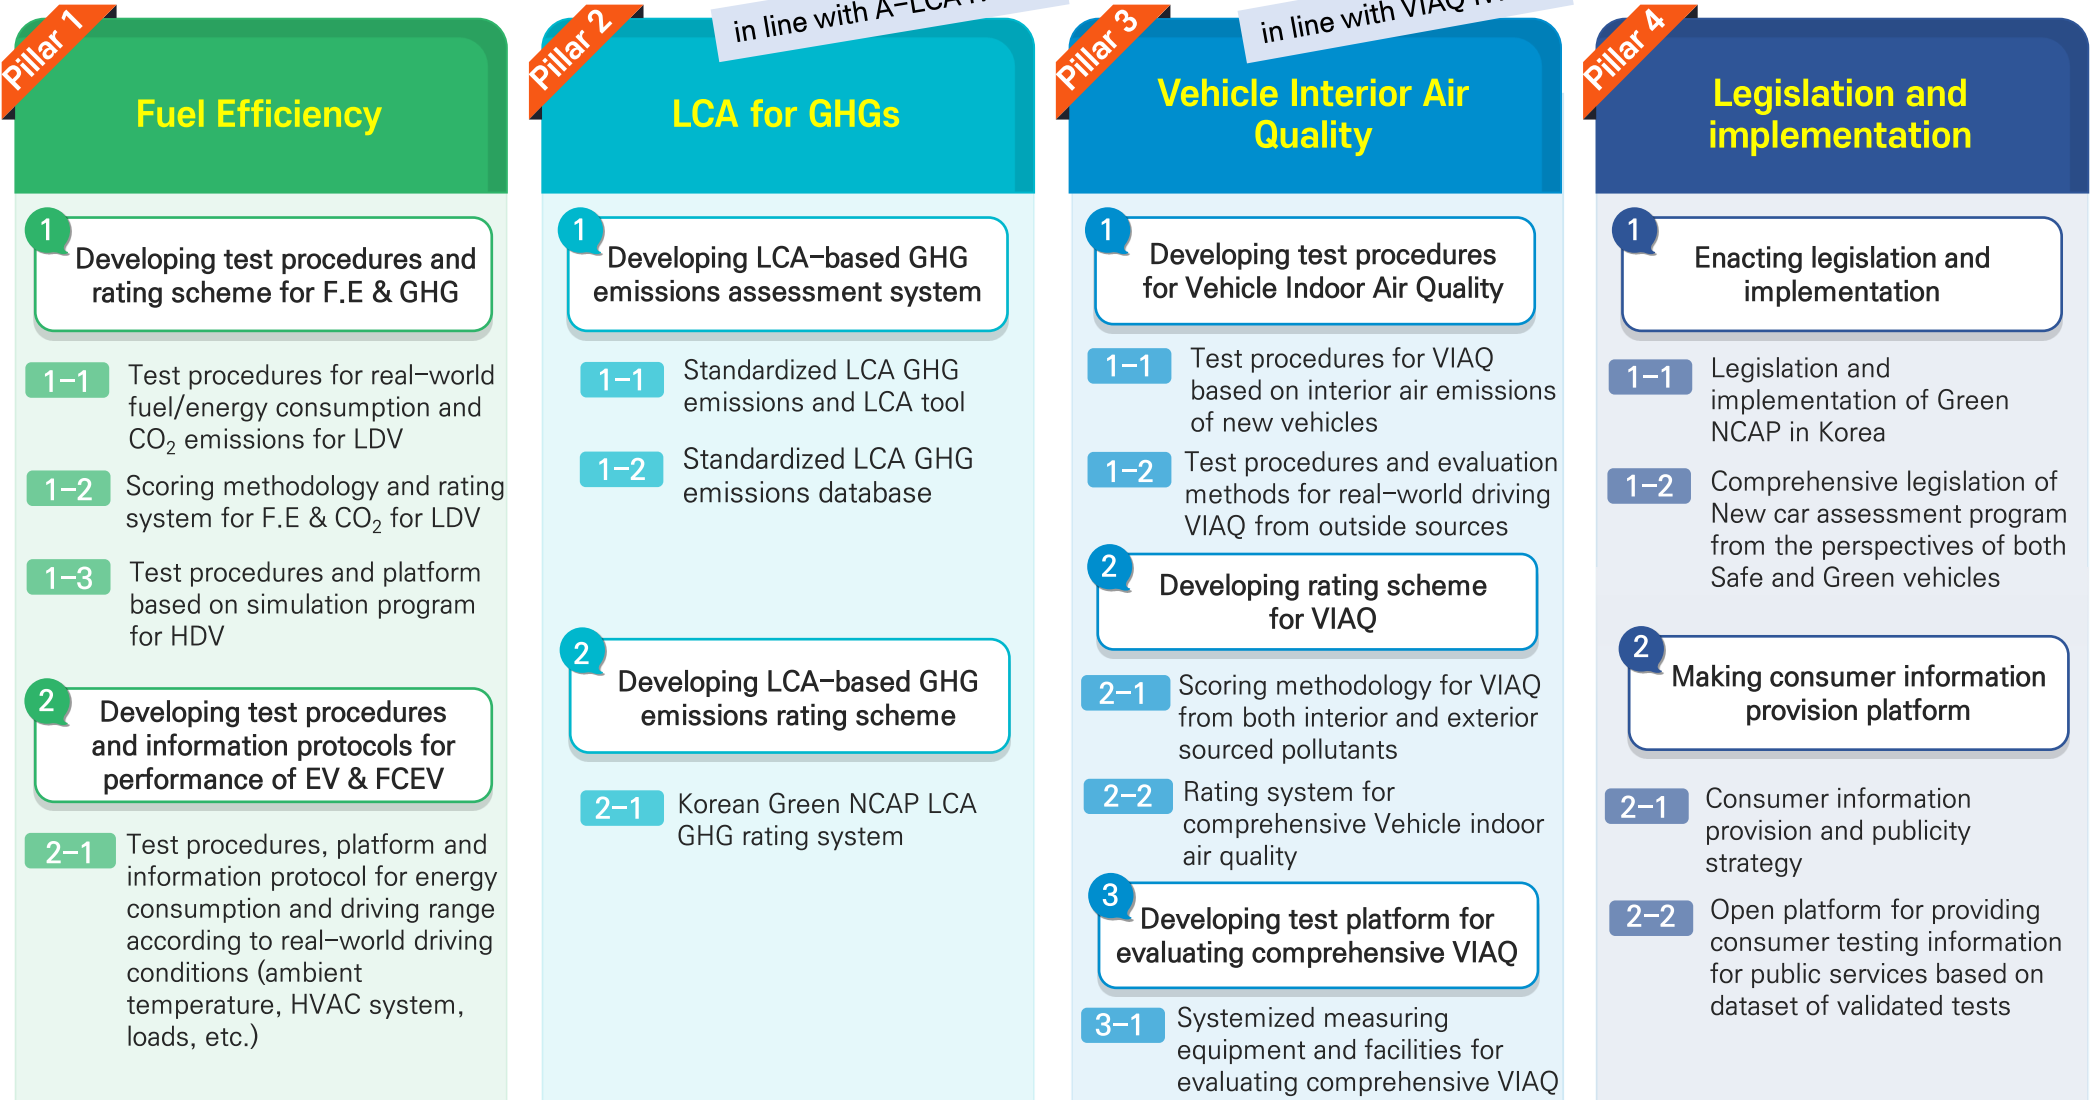 Pillar 1
Fuel Efficiency
1
Developing test procedures and
rating scheme for F.E & GHG
1-1
Test procedures for real-world
fuel/energy consumption and
CO₂ emissions for LDV
1-2
Scoring methodology and rating
system for F.E & CO₂ for LDV
1-3
Test procedures and platform
based on simulation program
for HDV
2
Developing test procedures
and information protocols for
performance of EV & FCEV
2-1
Test procedures, platform and
information protocol for energy
consumption and driving range
according to real-world driving
conditions (ambient
temperature, HVAC system,
loads, etc.)
Pillar 2
in line with A-LCA
LCA for GHGs
1
Developing LCA-based GHG
emissions assessment system
1-1
Standardized LCA GHG
emissions and LCA tool
1-2
Standardized LCA GHG
emissions database
2
Developing LCA-based GHG
emissions rating scheme
2-1
Korean Green NCAP LCA
GHG rating system
Pillar 3
in line with VIAQ
Vehicle Interior Air
Quality
1
Developing test procedures
for Vehicle Indoor Air Quality
1-1
Test procedures for VIAQ
based on interior air emissions
of new vehicles
1-2
Test procedures and evaluation
methods for real-world driving
VIAQ from outside sources
2
Developing rating scheme
for VIAQ
2-1
Scoring methodology for VIAQ
from both interior and exterior
sourced pollutants
2-2
Rating system for
comprehensive Vehicle indoor
air quality
3
Developing test platform for
evaluating comprehensive VIAQ
3-1
Systemized measuring
equipment and facilities for
evaluating comprehensive VIAQ
Pillar 4
Legislation and
implementation
1
Enacting legislation and
implementation
1-1
Legislation and
implementation of Green
NCAP in Korea
1-2
Comprehensive legislation of
New car assessment program
from the perspectives of both
Safe and Green vehicles
2
Making consumer information
provision platform
2-1
Consumer information
provision and publicity
strategy
2-2
Open platform for providing
consumer testing information
for public services based on
dataset of validated tests